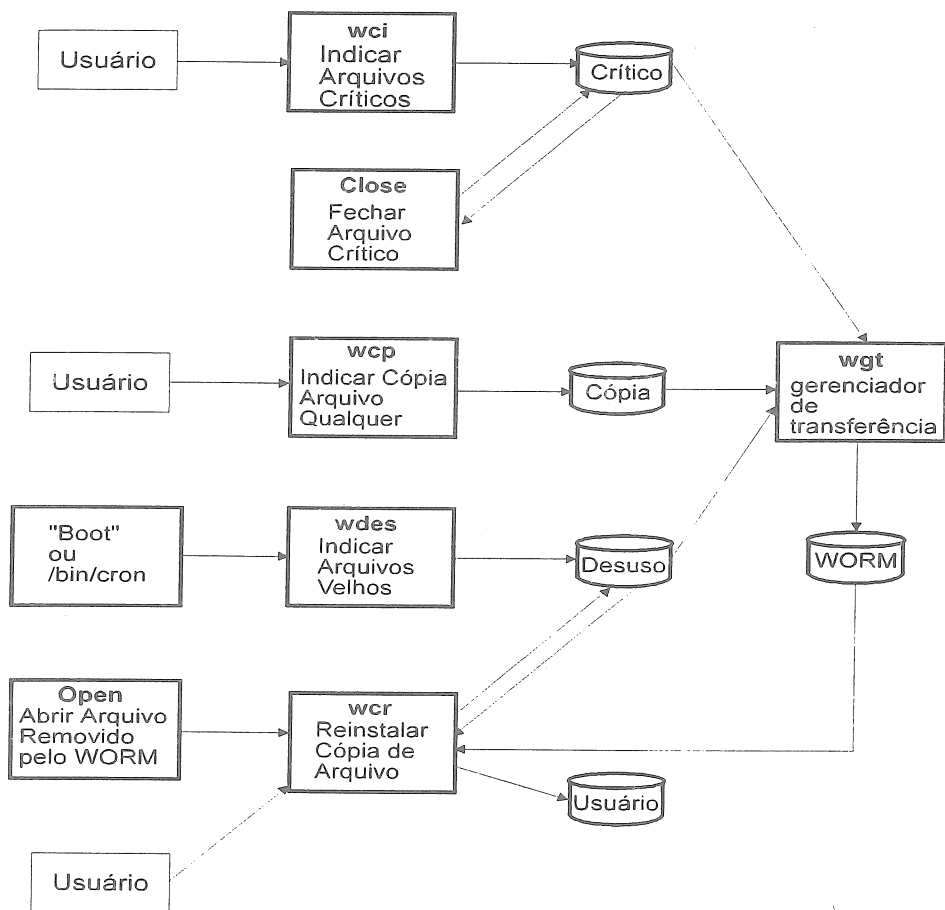 Usuário
wci
Indicar
Arquivos
Críticos
Crítico
Close
Fechar
Arquivo
Crítico
Usuário
wcp
Indicar Cópia
Arquivo
Qualquer
Cópia
wgt
gerenciador
de
transferência
"Boot"
ou
/bin/cron
wdes
Indicar
Arquivos
Velhos
Desuso
WORM
Open
Abrir Arquivo
Removido
pelo WORM
wcr
Reinstalar
Cópia de
Arquivo
Usuário
Usuário